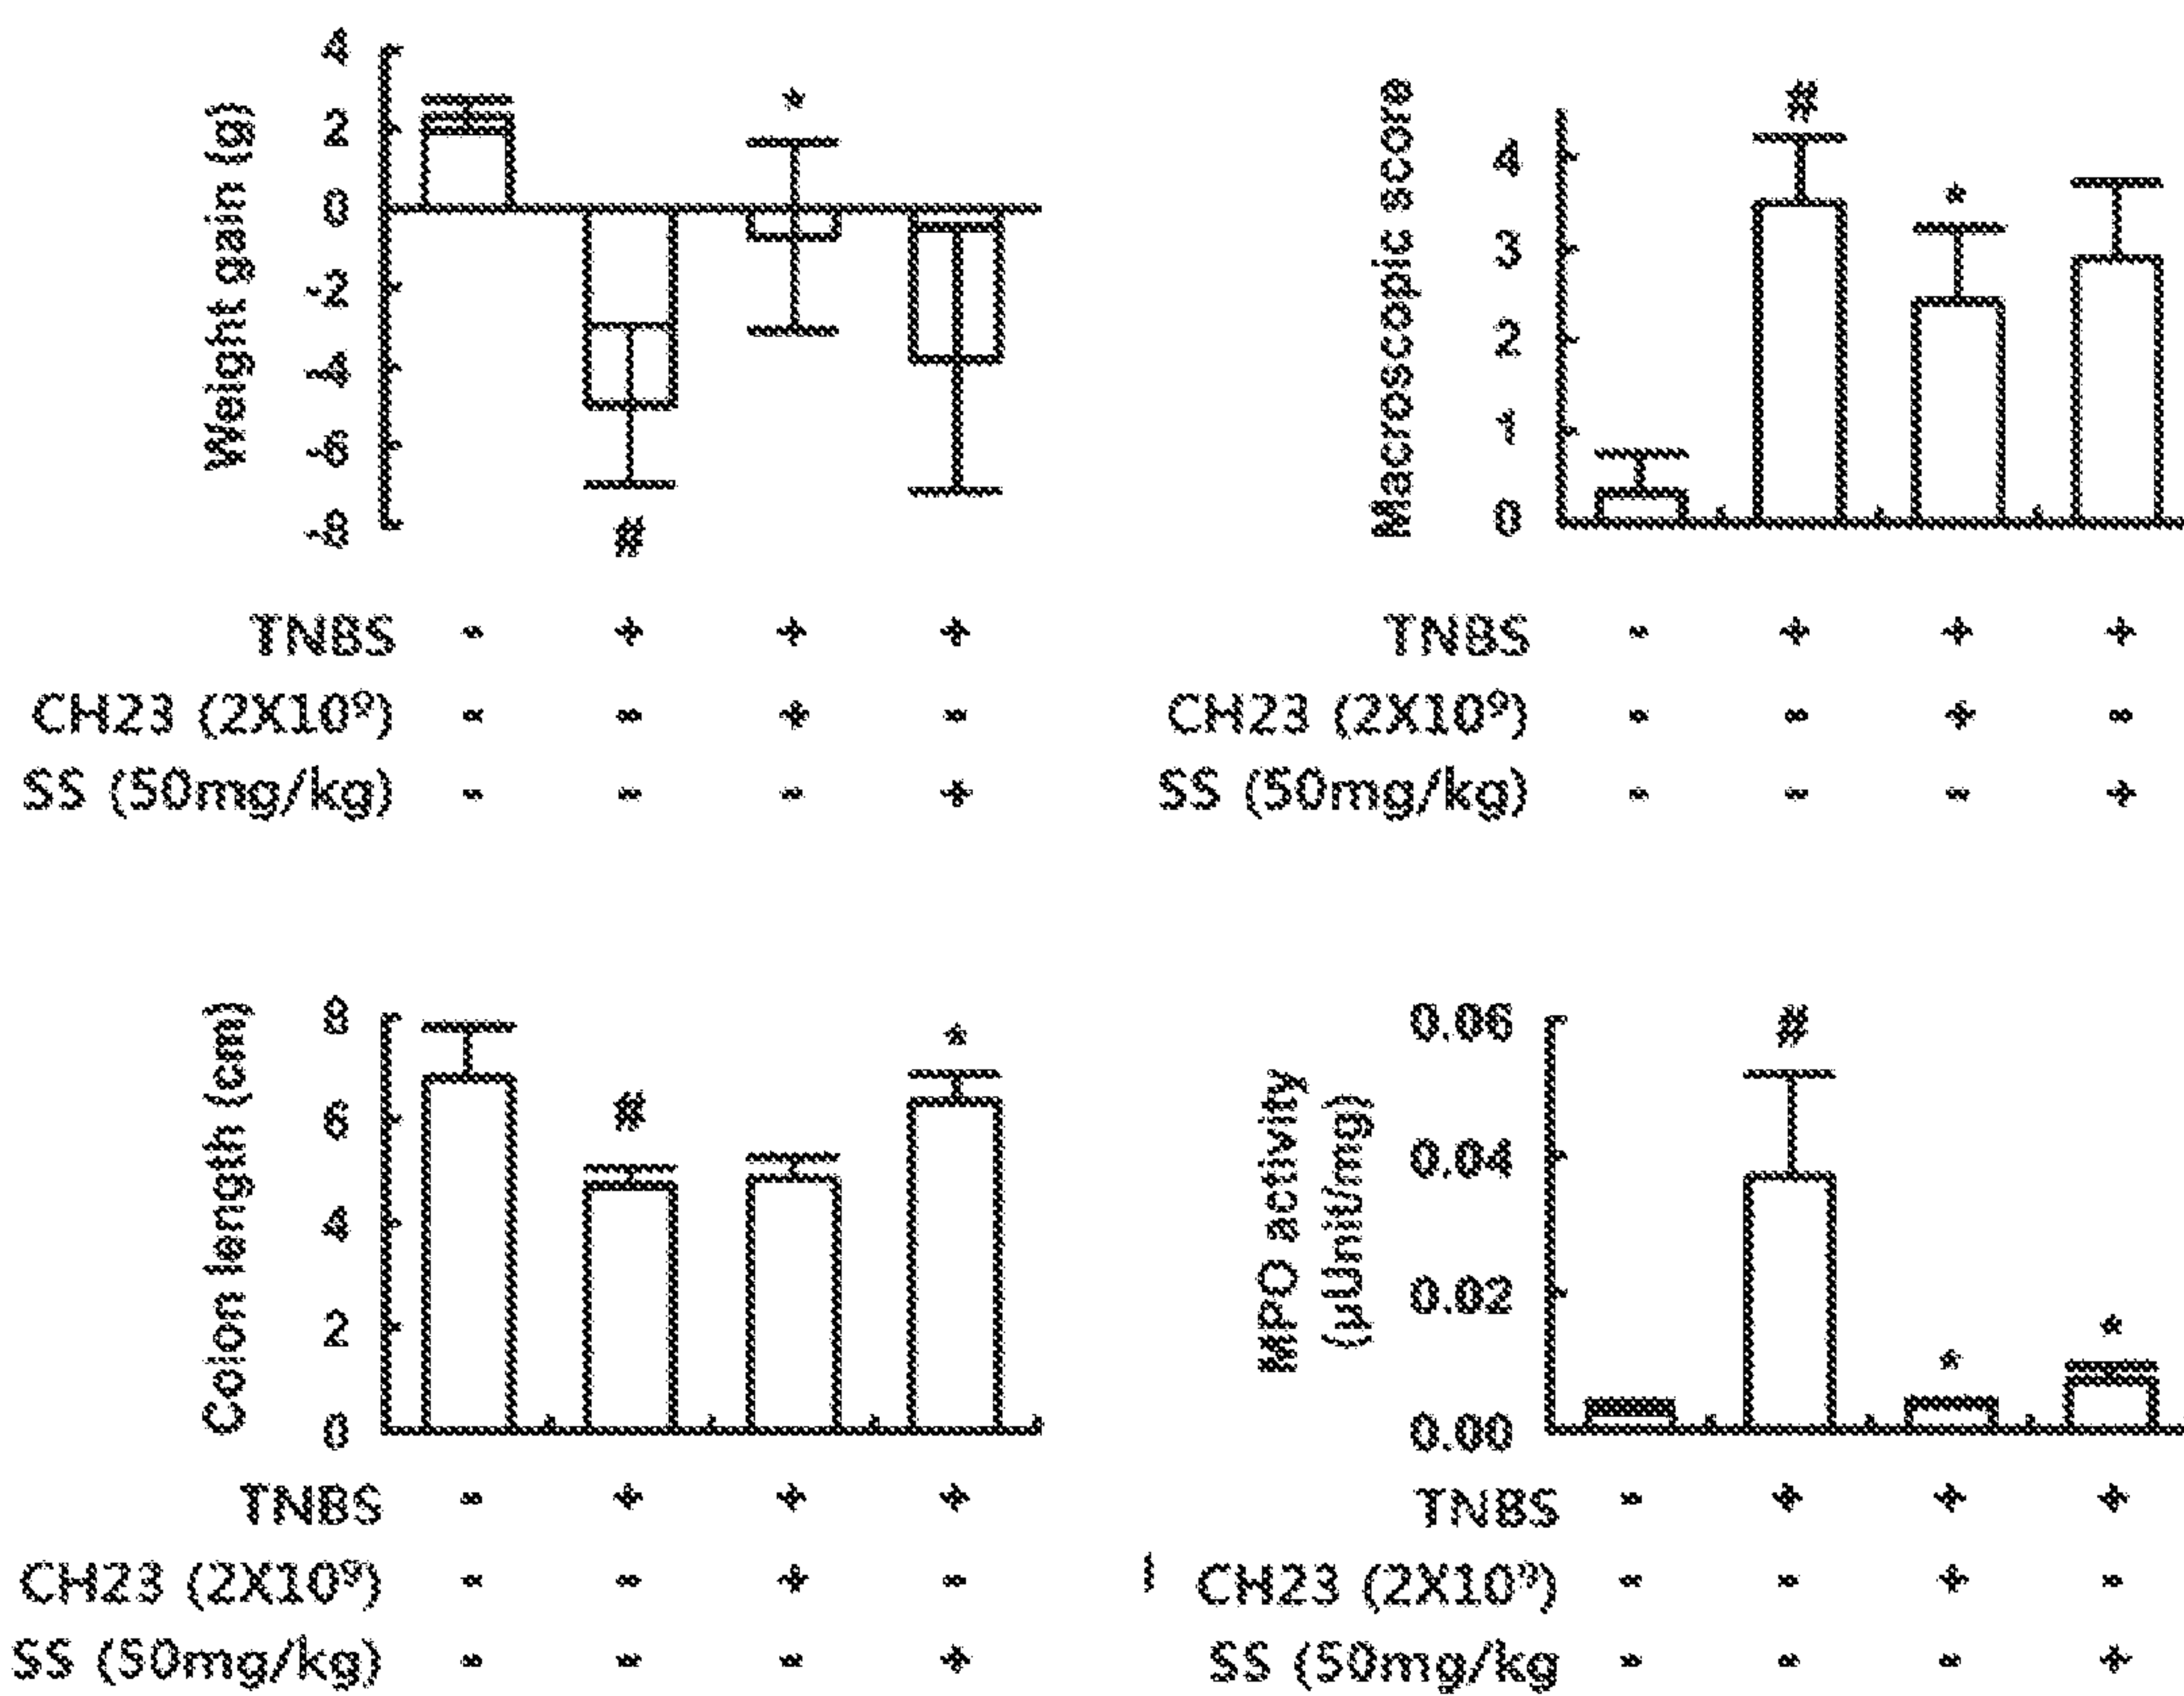 Weight gain (g)
4
2
0
-2
-4
-6
-8
*
#
TNBS - + + +
CH23 (2X10⁹) - - + -
SS (50mg/kg) - - - +
Macroscopic score
4
3
2
1
0
#
*
TNBS - + + +
CH23 (2X10⁹) - - + -
SS (50mg/kg) - - - +
Colon length (cm)
8
6
4
2
0
#
*
TNBS - + + +
CH23 (2X10⁹) - - + -
SS (50mg/kg) - - - +
MPO activity
(μUnit/mg)
0.06
0.04
0.02
0.00
#
*
*
TNBS - + + +
CH23 (2X10⁹) - - + -
SS (50mg/kg - - - +